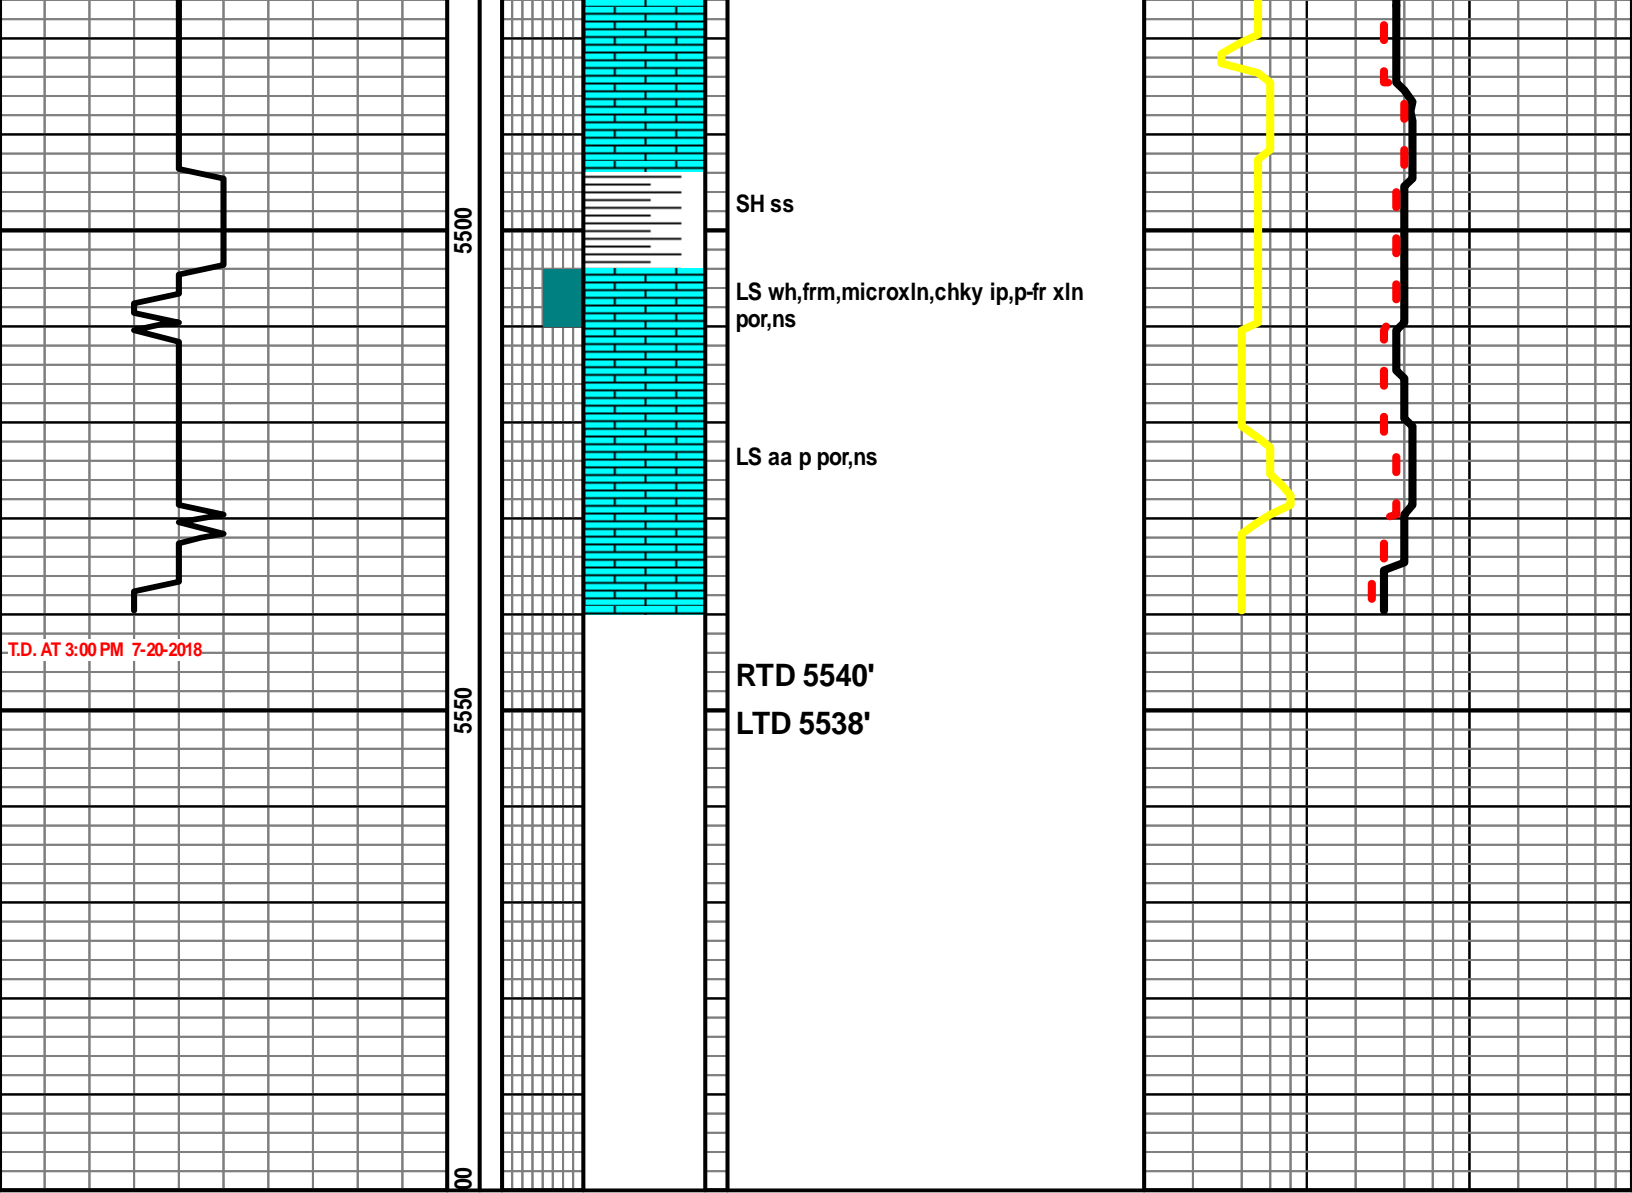 5500
SH ss
LS wh,frm,microxln,chky ip,p-fr xln
por,ns
LS aa p por,ns
T.D. AT 3:00 PM 7-20-2018
RTD 5540'
5550
LTD 5538'
00